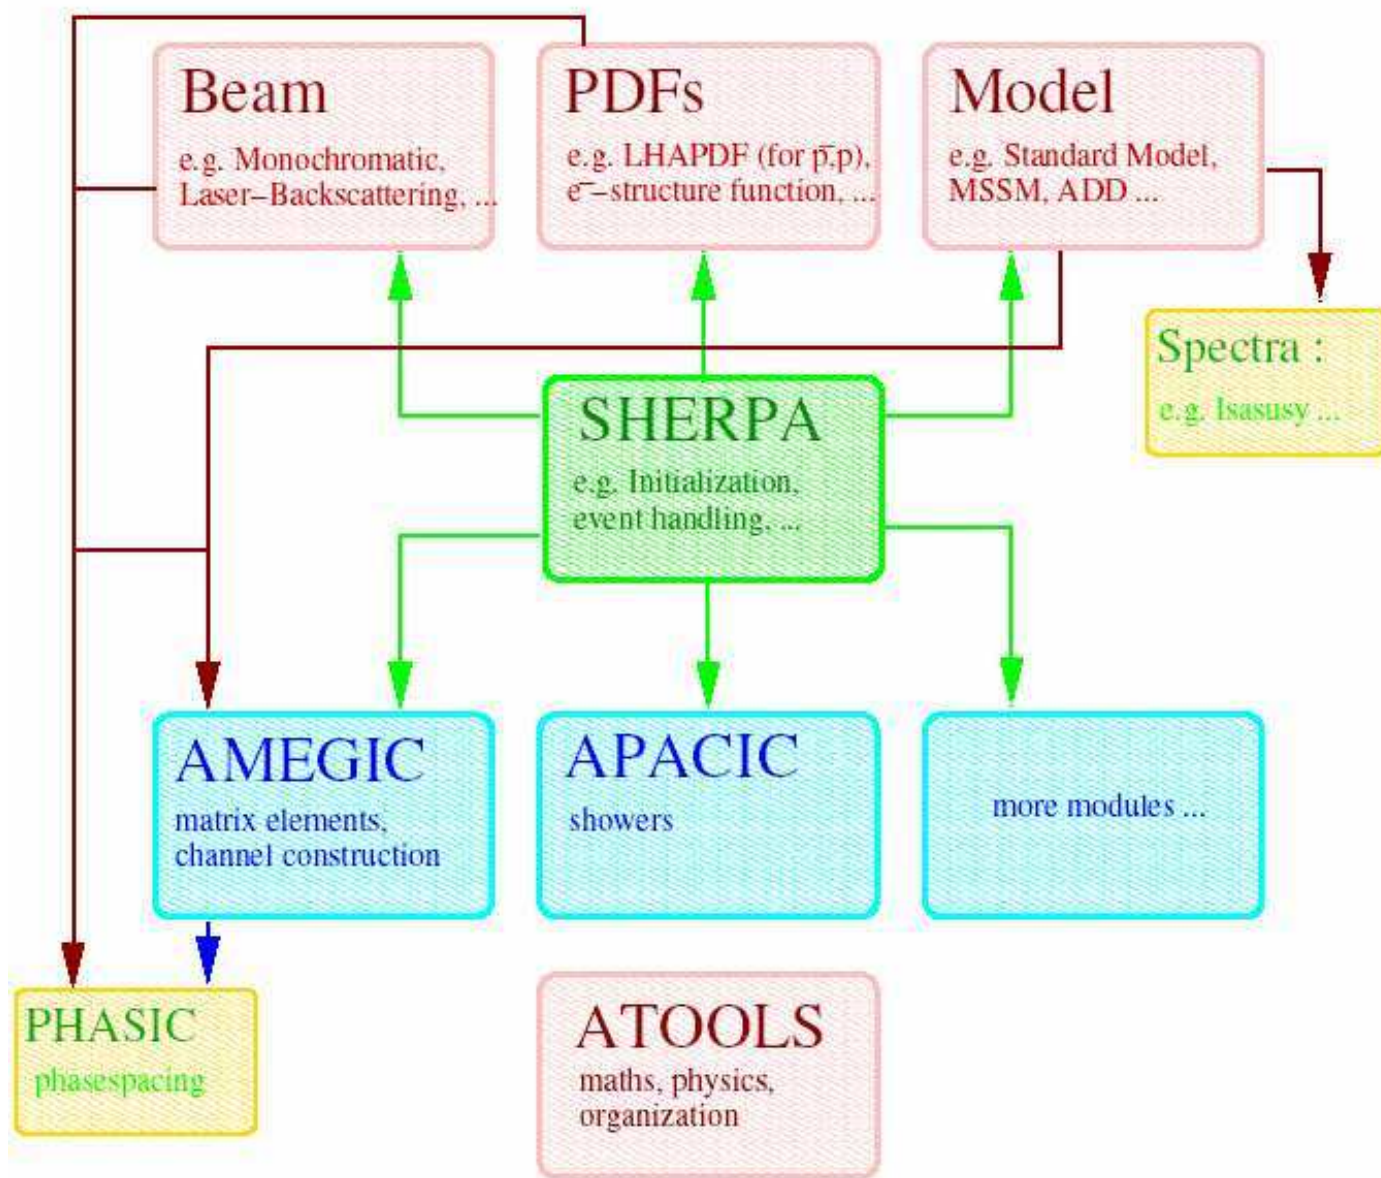 Beam
e.g. Monochromatic,
Laser–Backscattering, ...
PDFs
e.g. LHAPDF (for p̄,p),
e⁻–structure function, ...
Model
e.g. Standard Model,
MSSM, ADD ...
Spectra :
e.g. Isasusy ...
SHERPA
e.g. Initialization,
event handling, ...
AMEGIC
matrix elements,
channel construction
APACIC
showers
more modules ...
PHASIC
phasespacing
ATOOLS
maths, physics,
organization